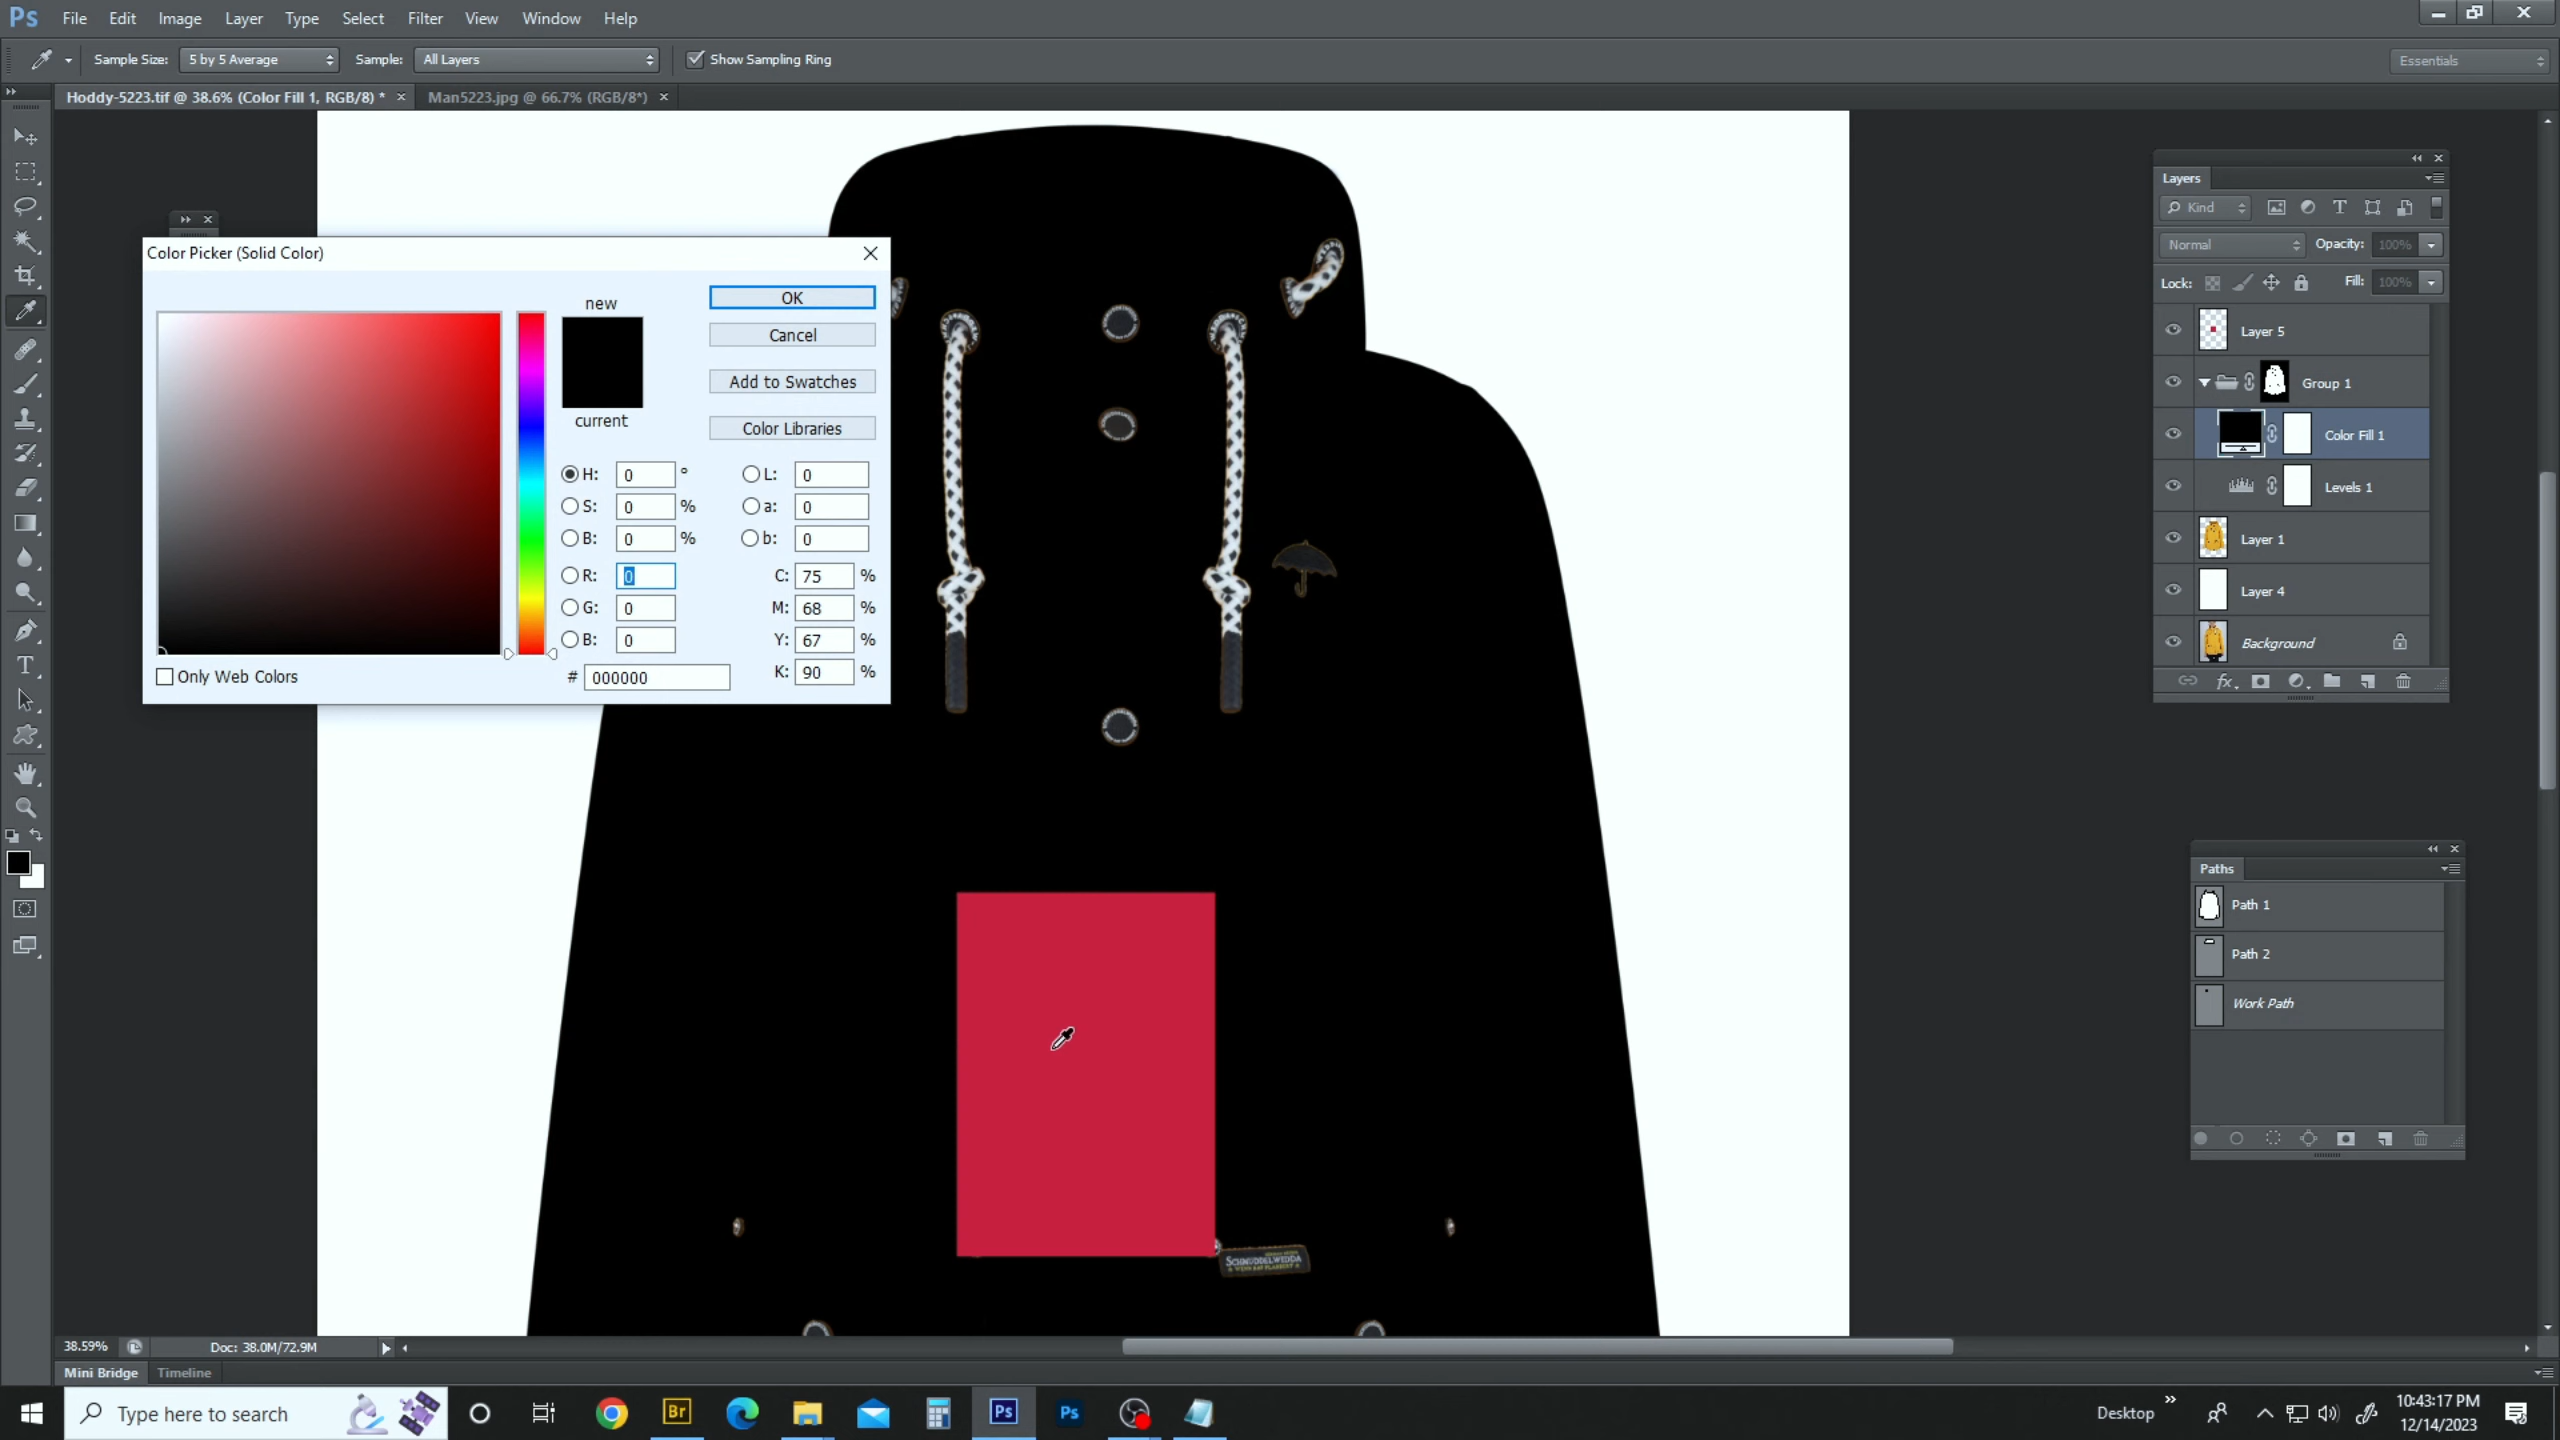 Ps File Edit Image Layer Type Select Filter View Window Help
Sample Size: 5 by 5 Average Sample: All Layers Show Sampling Ring Essentials
Hoddy-5223.tif @ 38.6% (Color Fill 1, RGB/8) * Man5223.jpg @ 66.7% (RGB/8*)
Color Picker (Solid Color)
new
current
OK
Cancel
Add to Swatches
Color Libraries
H: 0 ° L: 0
S: 0 % a: 0
B: 0 % b: 0
R: 0 C: 75 %
G: 0 M: 68 %
B: 0 Y: 67 %
# 000000 K: 90 %
Only Web Colors
Layers
Kind
Normal Opacity: 100%
Lock: Fill: 100%
Layer 5
Group 1
Color Fill 1
Levels 1
Layer 1
Layer 4
Background
fx
Paths
Path 1
Path 2
Work Path
SCHMUDDELWEDDA
38.59% Doc: 38.0M/72.9M
Mini Bridge Timeline
Type here to search
Br Ps Ps
Desktop
10:43:17 PM
12/14/2023